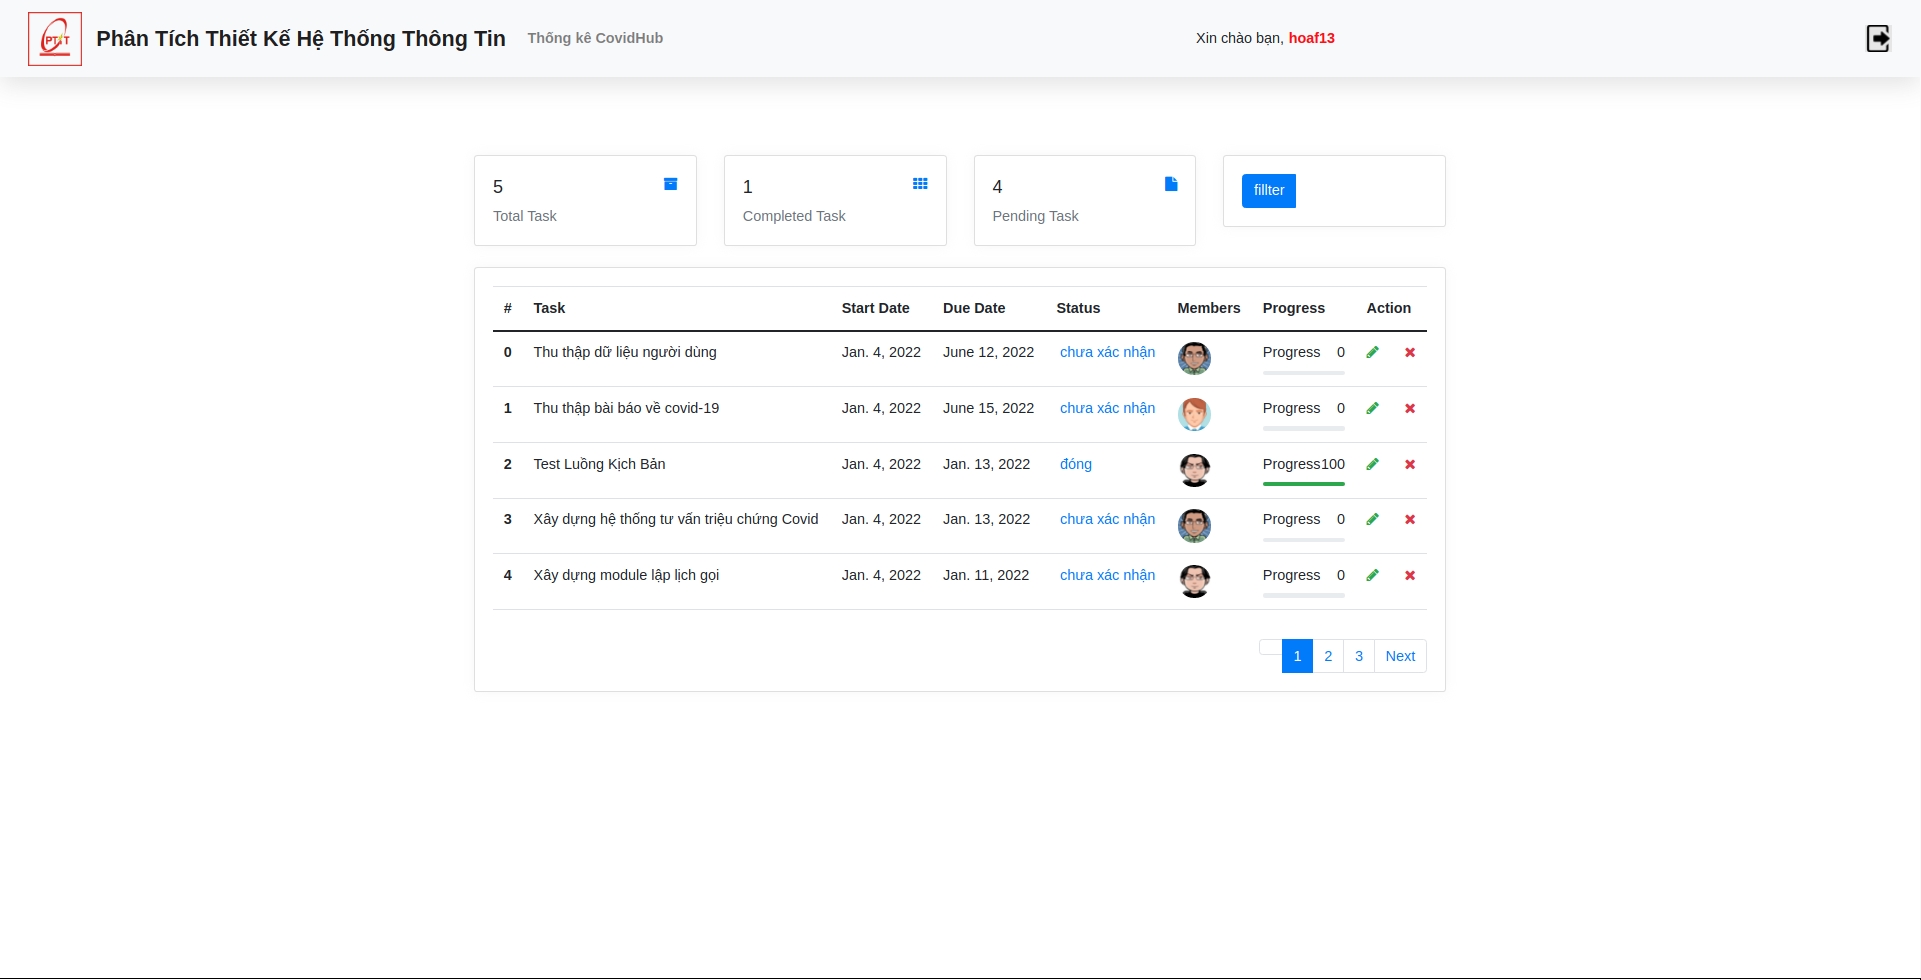 PTIT
Phân Tích Thiết Kế Hệ Thống Thông Tin Thống kê CovidHub Xin chào bạn, hoaf13
5
Total Task
1
Completed Task
4
Pending Task
fillter
# Task Start Date Due Date Status Members Progress Action
0 Thu thập dữ liệu người dùng Jan. 4, 2022 June 12, 2022 chưa xác nhận Progress 0
1 Thu thập bài báo về covid-19 Jan. 4, 2022 June 15, 2022 chưa xác nhận Progress 0
2 Test Luồng Kịch Bản Jan. 4, 2022 Jan. 13, 2022 đóng Progress 100
3 Xây dựng hệ thống tư vấn triệu chứng Covid Jan. 4, 2022 Jan. 13, 2022 chưa xác nhận Progress 0
4 Xây dựng module lập lịch gọi Jan. 4, 2022 Jan. 11, 2022 chưa xác nhận Progress 0
1 2 3 Next